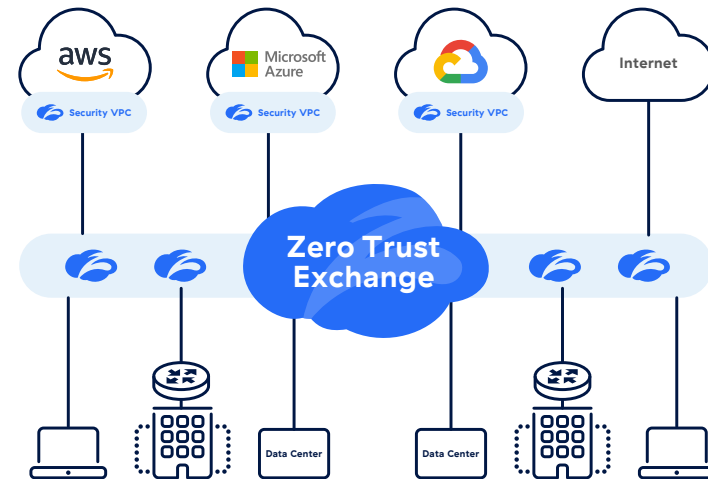 aws
Microsoft
Azure
Internet
Security VPC
Security VPC
Security VPC
Zero Trust
Exchange
Data Center
Data Center